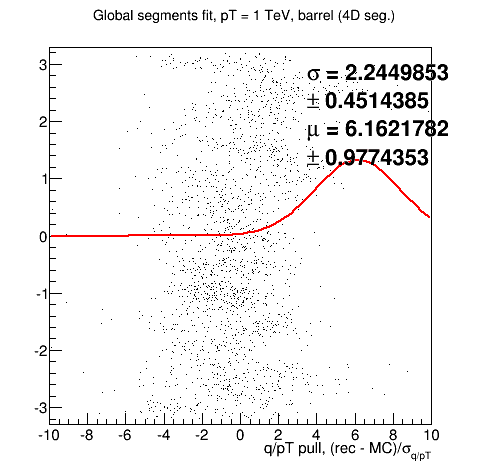 Global segments fit, pT = 1 TeV, barrel (4D seg.)
σ = 2.2449853
± 0.4514385
μ = 6.1621782
± 0.9774353
3
2
1
0
-1
-2
-3
-10 -8 -6 -4 -2 0 2 4 6 8 10
q/pT pull, (rec - MC)/σq/pT